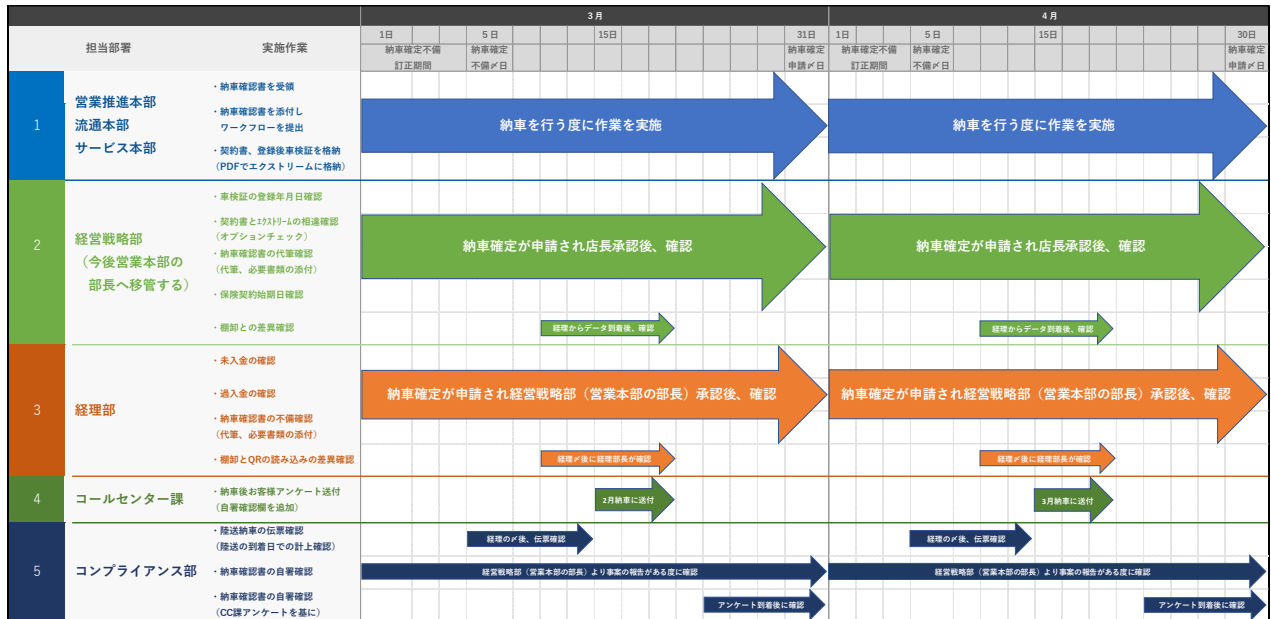 3月
4月
担当部署
実施作業
1日
5日
15日
31日
1日
5日
15日
30日
納車確定不備
訂正期間
納車確定
不備〆日
納車確定
申請〆日
納車確定不備
訂正期間
納車確定
不備〆日
納車確定
申請〆日
1
営業推進本部
流通本部
サービス本部
・納車確認書を受領
・納車確認書を添付し
ワークフローを提出
・契約書、登録後車検証を格納
（PDFでエクストリームに格納）
納車を行う度に作業を実施
納車を行う度に作業を実施
2
経営戦略部
（今後営業本部の
部長へ移管する）
・車検証の登録年月日確認
・契約書とｴｸｽﾄﾘｰﾑの相違確認
（オプションチェック）
・納車確認書の代筆確認
（代筆、必要書類の添付）
・保険契約始期日確認
・棚卸との差異確認
納車確定が申請され店長承認後、確認
納車確定が申請され店長承認後、確認
経理からデータ到着後、確認
経理からデータ到着後、確認
3
経理部
・未入金の確認
・過入金の確認
・納車確認書の不備確認
（代筆、必要書類の添付）
・棚卸とQRの読み込みの差異確認
納車確定が申請され経営戦略部（営業本部の部長）承認後、確認
納車確定が申請され経営戦略部（営業本部の部長）承認後、確認
経理〆後に経理部長が確認
経理〆後に経理部長が確認
4
コールセンター課
・納車後お客様アンケート送付
（自署確認欄を追加）
2月納車に送付
3月納車に送付
5
コンプライアンス部
・陸送納車の伝票確認
（陸送の到着日での計上確認）
・納車確認書の自署確認
・納車確認書の自署確認
（CC課アンケートを基に）
経理の〆後、伝票確認
経理の〆後、伝票確認
経営戦略部（営業本部の部長）より事案の報告がある度に確認
経営戦略部（営業本部の部長）より事案の報告がある度に確認
アンケート到着後に確認
アンケート到着後に確認